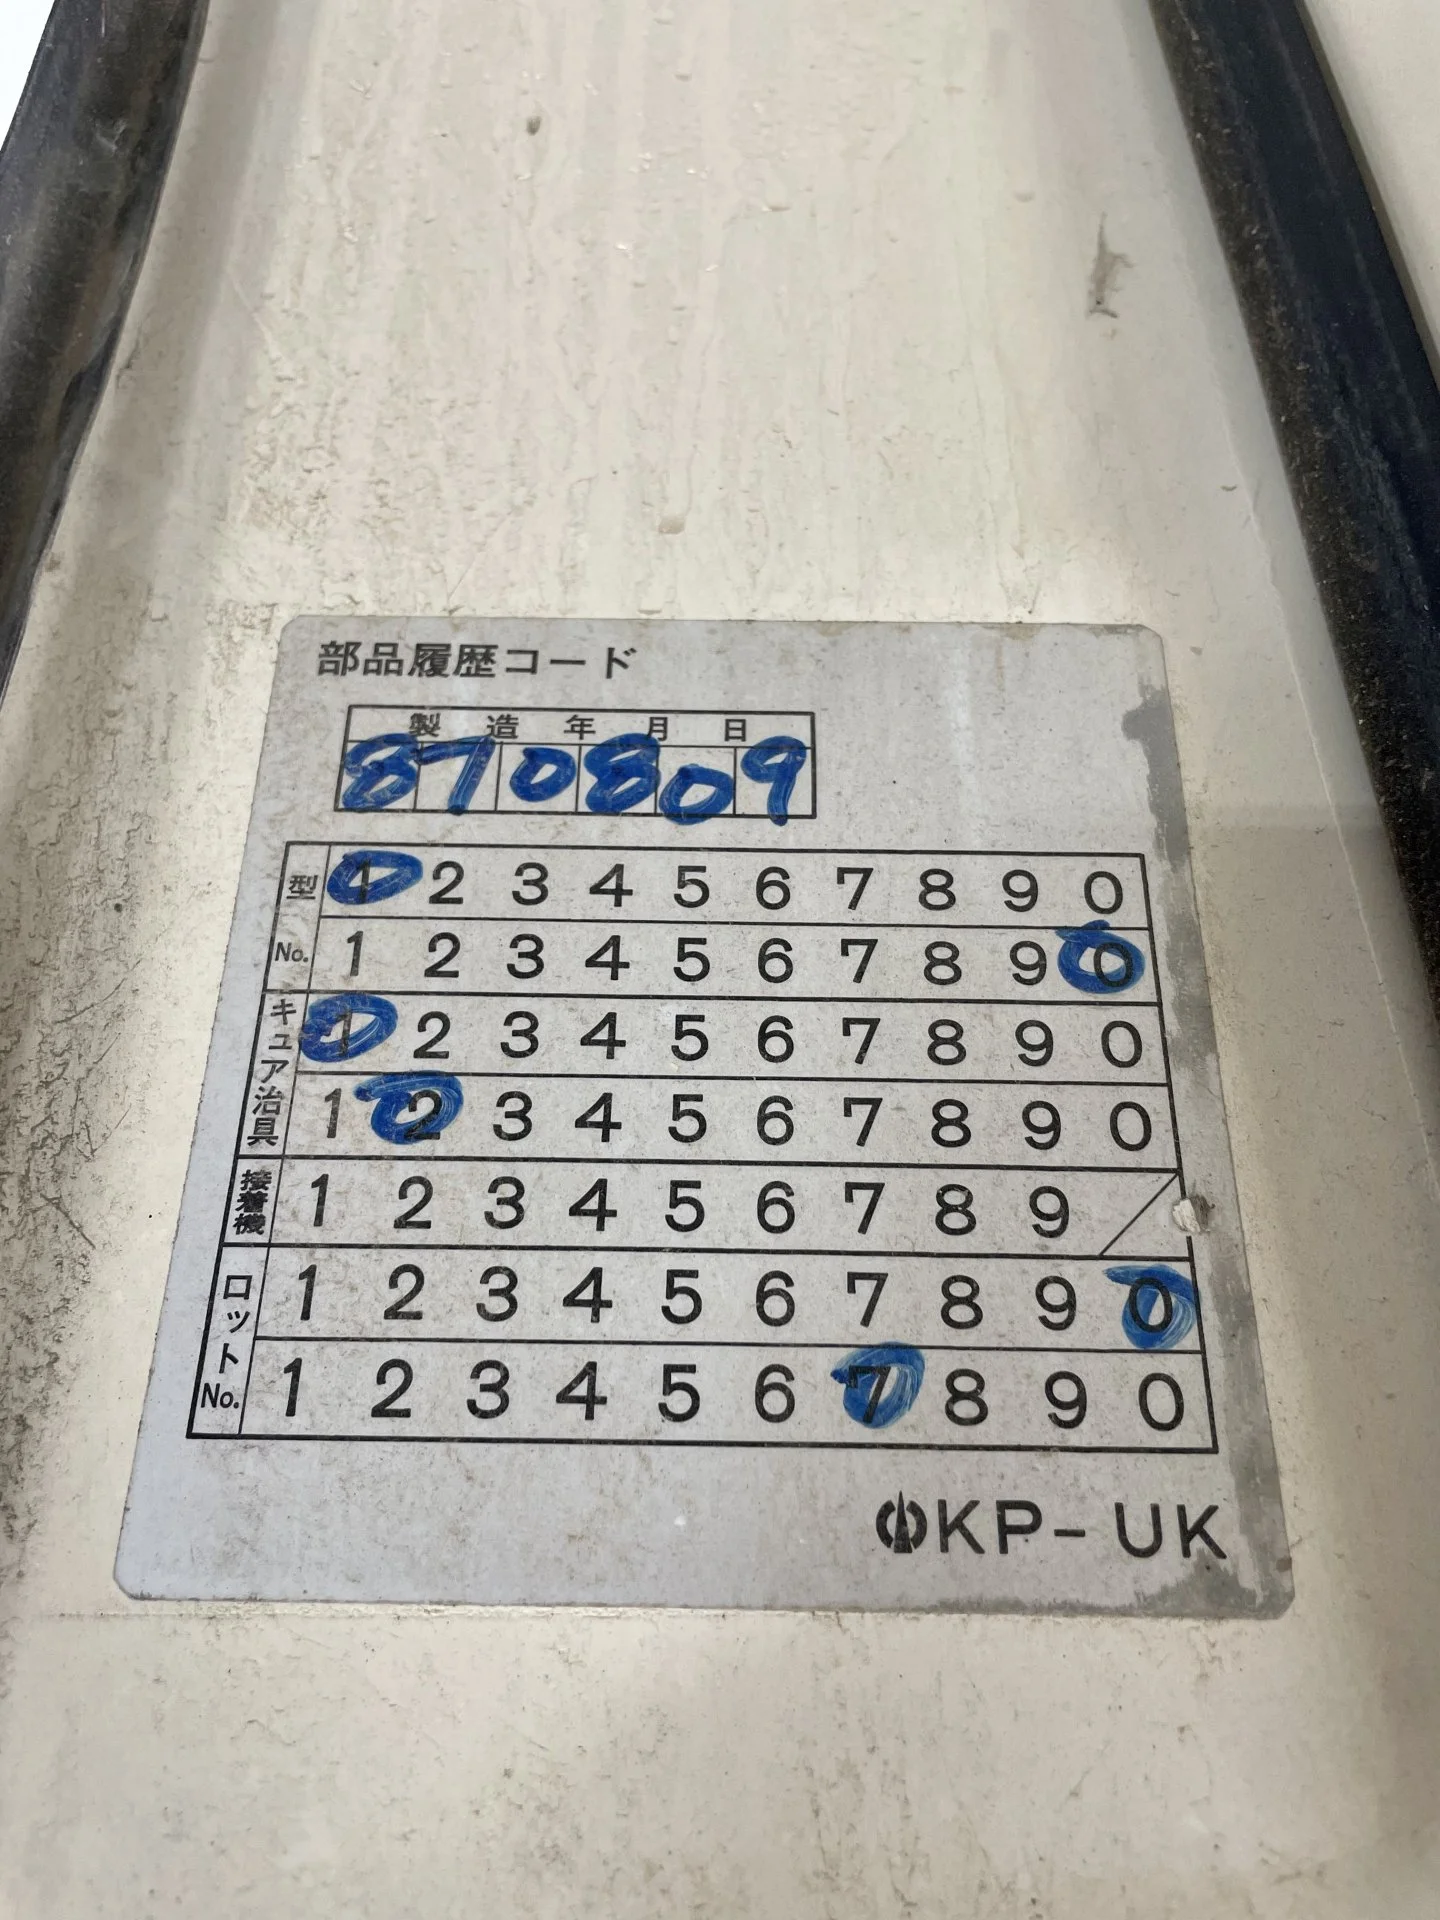 部品履歴コード
製造年月日
870809
型 1 2 3 4 5 6 7 8 9 0
No. 1 2 3 4 5 6 7 8 9 0
キュア治具 1 2 3 4 5 6 7 8 9 0
1 2 3 4 5 6 7 8 9 0
接着機 1 2 3 4 5 6 7 8 9
ロット 1 2 3 4 5 6 7 8 9 0
No. 1 2 3 4 5 6 7 8 9 0
KP-UK